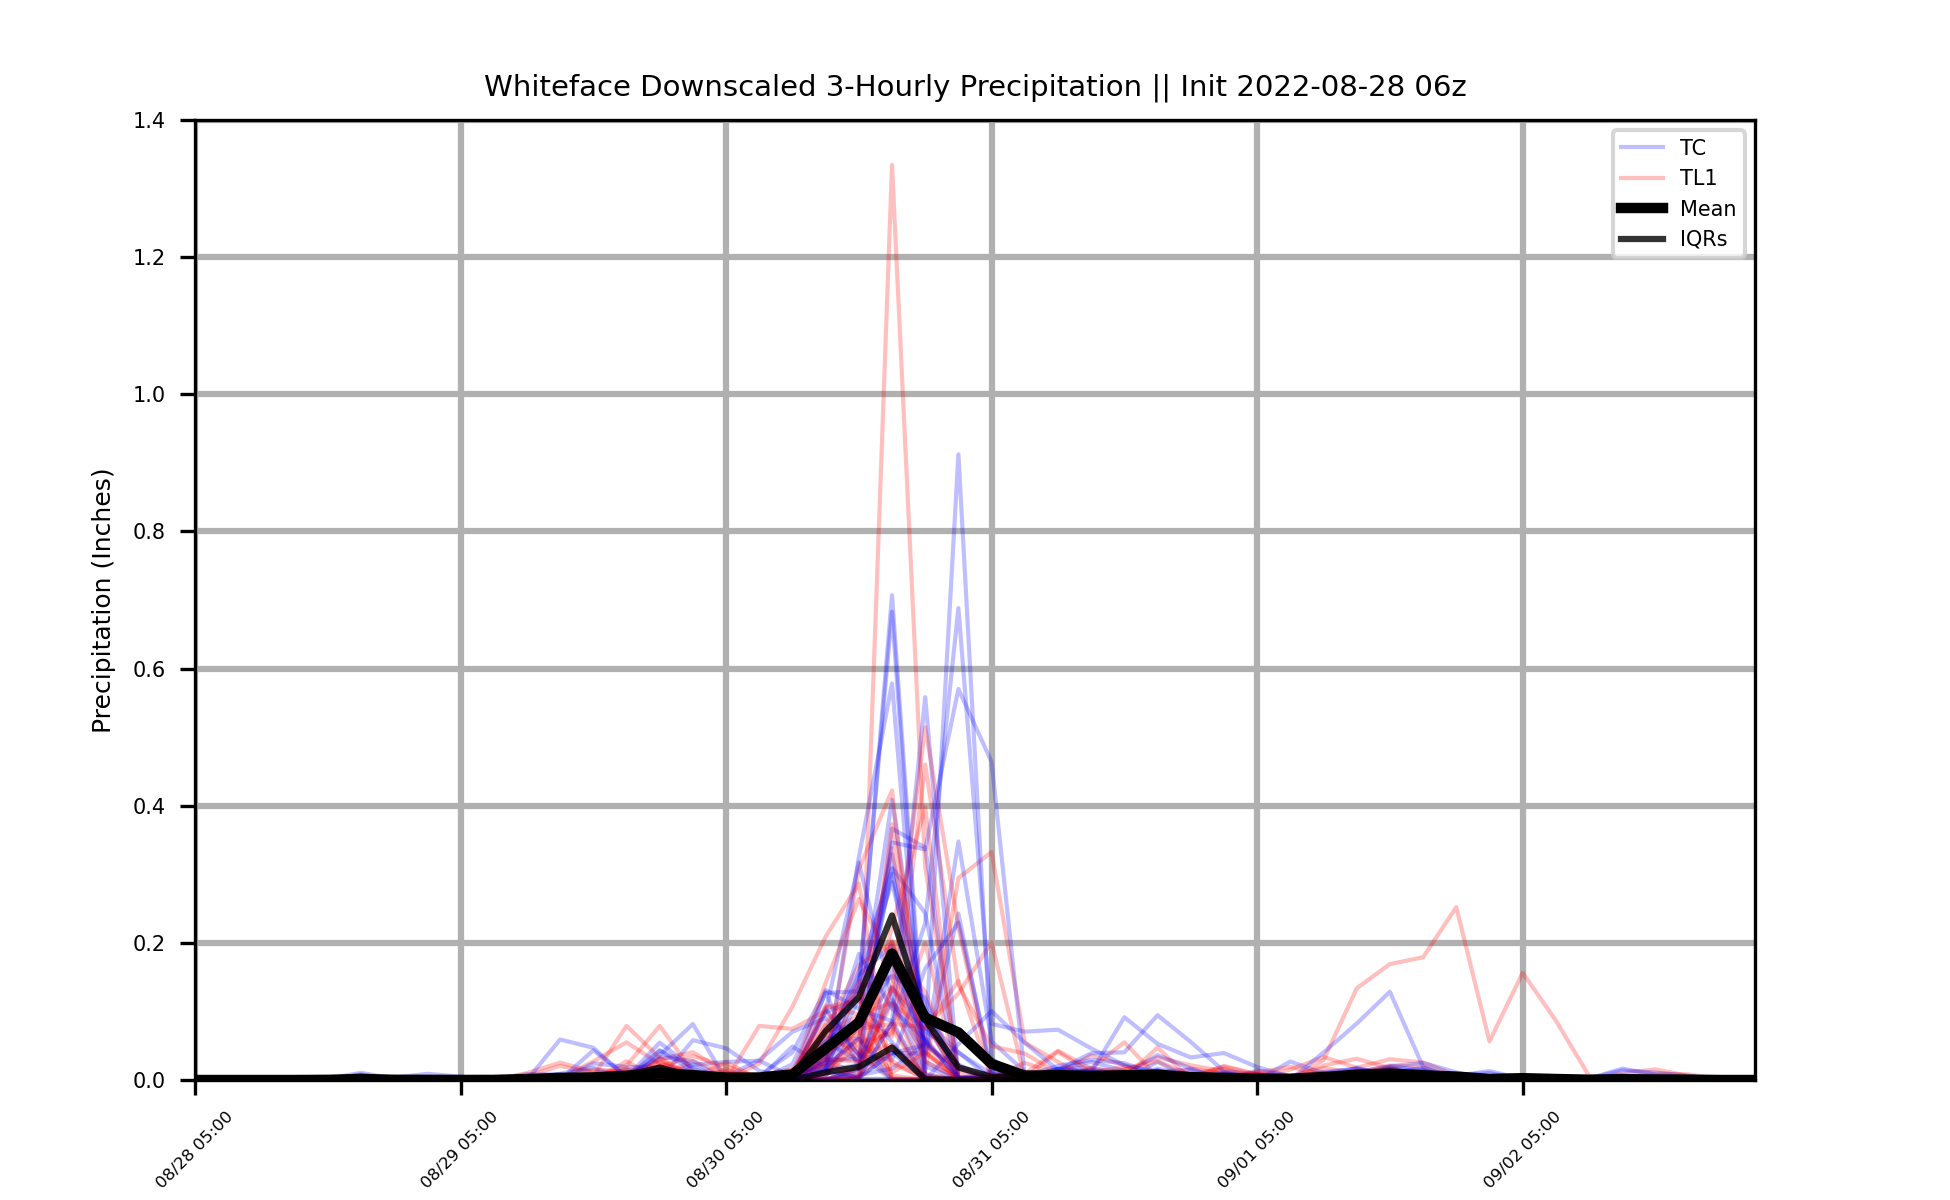 Whiteface Downscaled 3-Hourly Precipitation || Init 2022-08-28 06z
TC
TL1
Mean
IQRs
Precipitation (Inches)
1.4
1.2
1.0
0.8
0.6
0.4
0.2
0.0
08/28 05:00
08/29 05:00
08/30 05:00
08/31 05:00
09/01 05:00
09/02 05:00